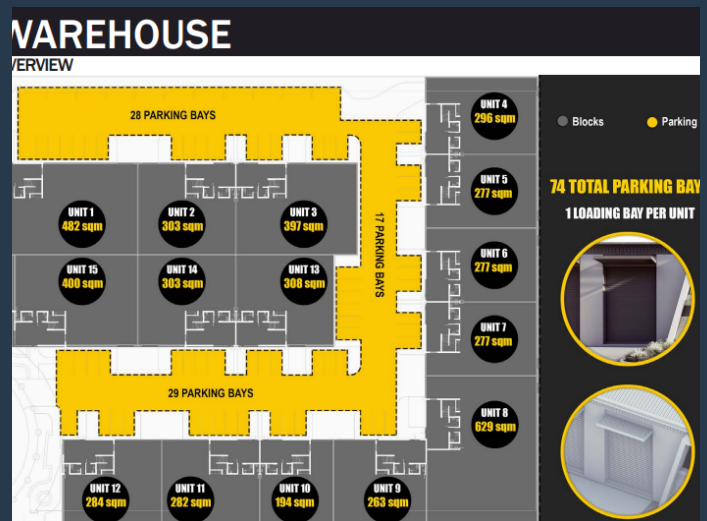 WAREHOUSE
VERVIEW
28 PARKING BAYS
UNIT 4
296 sqm
Blocks
Parking
UNIT 5
277 sqm
74 TOTAL PARKING BAY
1 LOADING BAY PER UNIT
UNIT 1
482 sqm
UNIT 2
303 sqm
UNIT 3
397 sqm
17 PARKING BAYS
UNIT 6
277 sqm
UNIT 15
400 sqm
UNIT 14
303 sqm
UNIT 13
308 sqm
UNIT 7
277 sqm
29 PARKING BAYS
UNIT 8
629 sqm
UNIT 12
284 sqm
UNIT 11
282 sqm
UNIT 10
194 sqm
UNIT 9
263 sqm